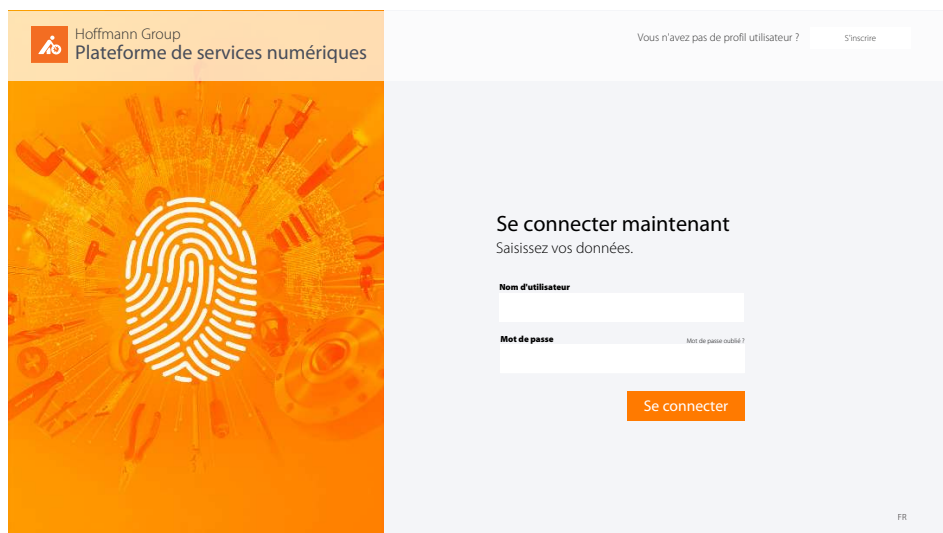 Hoffmann Group
Plateforme de services numériques
Vous n'avez pas de profil utilisateur ?
S'inscrire
Se connecter maintenant
Saisissez vos données.
Nom d'utilisateur
Mot de passe
Mot de passe oublié ?
Se connecter
FR